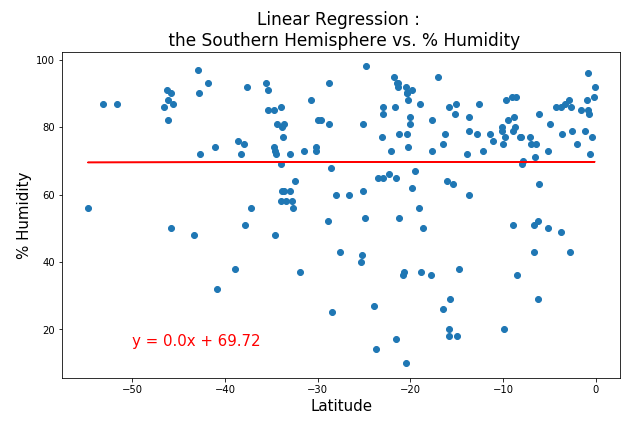 Linear Regression :
the Southern Hemisphere vs. % Humidity
100
80
60
40
20
% Humidity
y = 0.0x + 69.72
−50
−40
−30
−20
−10
0
Latitude